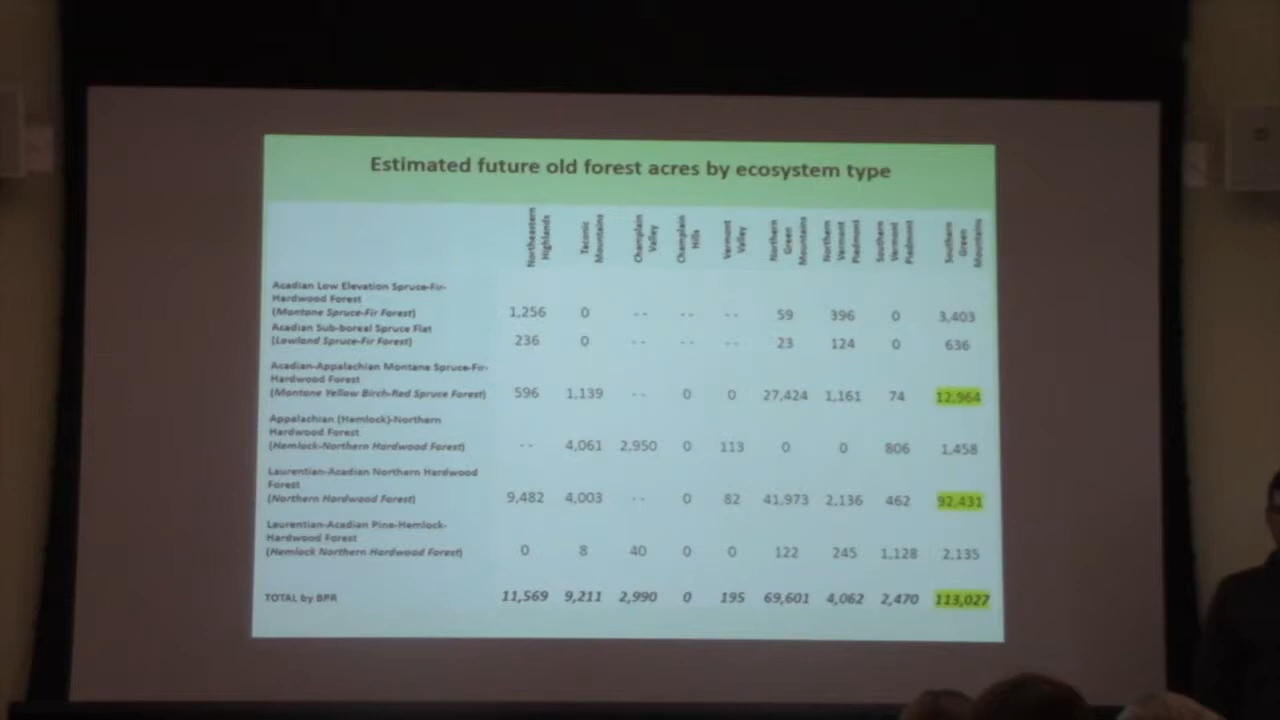 Estimated future old forest acres by ecosystem type
Northeastern Highlands Taconic Mountains Champlain Valley Champlain Hills Vermont Valley Northern Green Mountains Northern Vermont Piedmont Southern Vermont Piedmont Southern Green Mountains
Acadian Low Elevation Spruce-Fir-
Hardwood Forest
(Montane Spruce-Fir Forest) 1,256 0 -- -- -- 59 396 0 3,403
Acadian Sub-boreal Spruce Flat
(Lowland Spruce-Fir Forest) 236 0 -- -- -- 23 124 0 636
Acadian-Appalachian Montane Spruce-Fir-
Hardwood Forest
(Montane Yellow Birch-Red Spruce Forest) 596 1,139 -- 0 0 27,424 1,161 74 12,964
Appalachian (Hemlock)-Northern
Hardwood Forest
(Hemlock-Northern Hardwood Forest) -- 4,061 2,950 0 113 0 0 806 1,458
Laurentian-Acadian Northern Hardwood
Forest
(Northern Hardwood Forest) 9,482 4,003 -- 0 82 41,973 2,136 462 92,431
Laurentian-Acadian Pine-Hemlock-
Hardwood Forest
(Hemlock Northern Hardwood Forest) 0 8 40 0 0 122 245 1,128 2,135
TOTAL by BPR 11,569 9,211 2,990 0 195 69,601 4,062 2,470 113,027